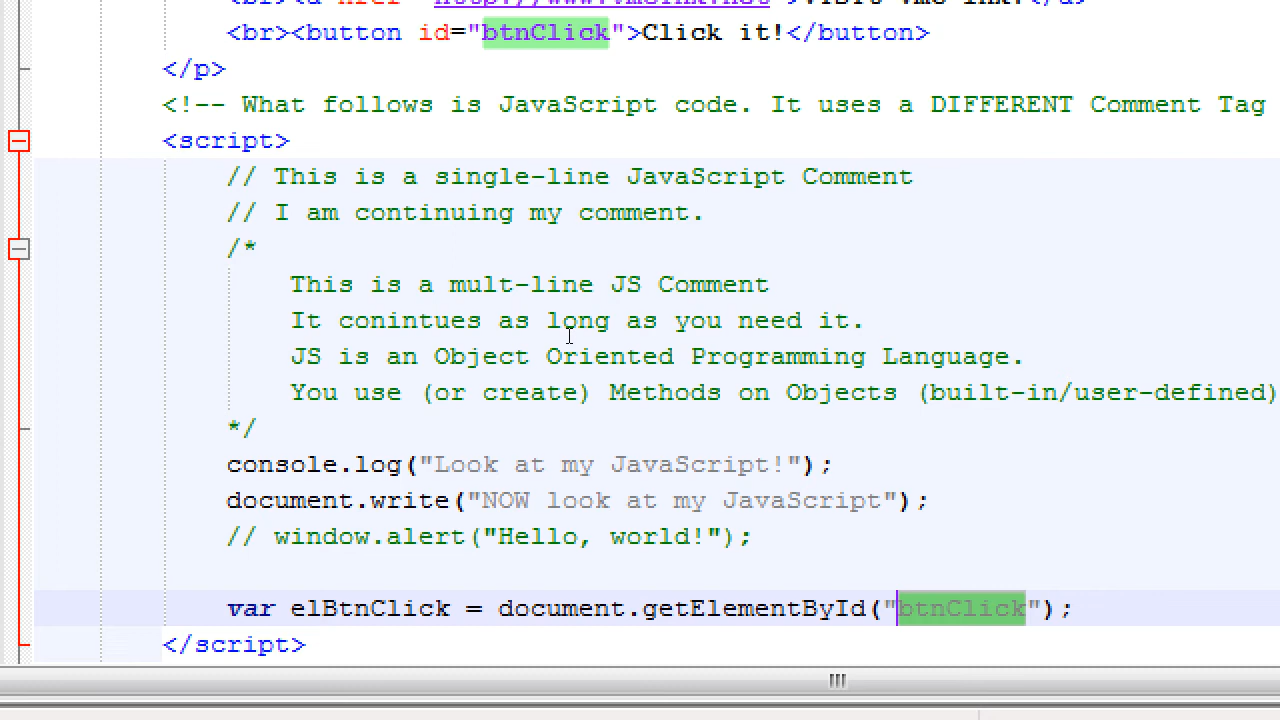 <br><button id="btnClick">Click it!</button>
</p>
<!-- What follows is JavaScript code. It uses a DIFFERENT Comment Tag
<script>
// This is a single-line JavaScript Comment
// I am continuing my comment.
/*
This is a mult-line JS Comment
It conintues as long as you need it.
JS is an Object Oriented Programming Language.
You use (or create) Methods on Objects (built-in/user-defined)
*/
console.log("Look at my JavaScript!");
document.write("NOW look at my JavaScript");
// window.alert("Hello, world!");
var elBtnClick = document.getElementById("btnClick");
</script>